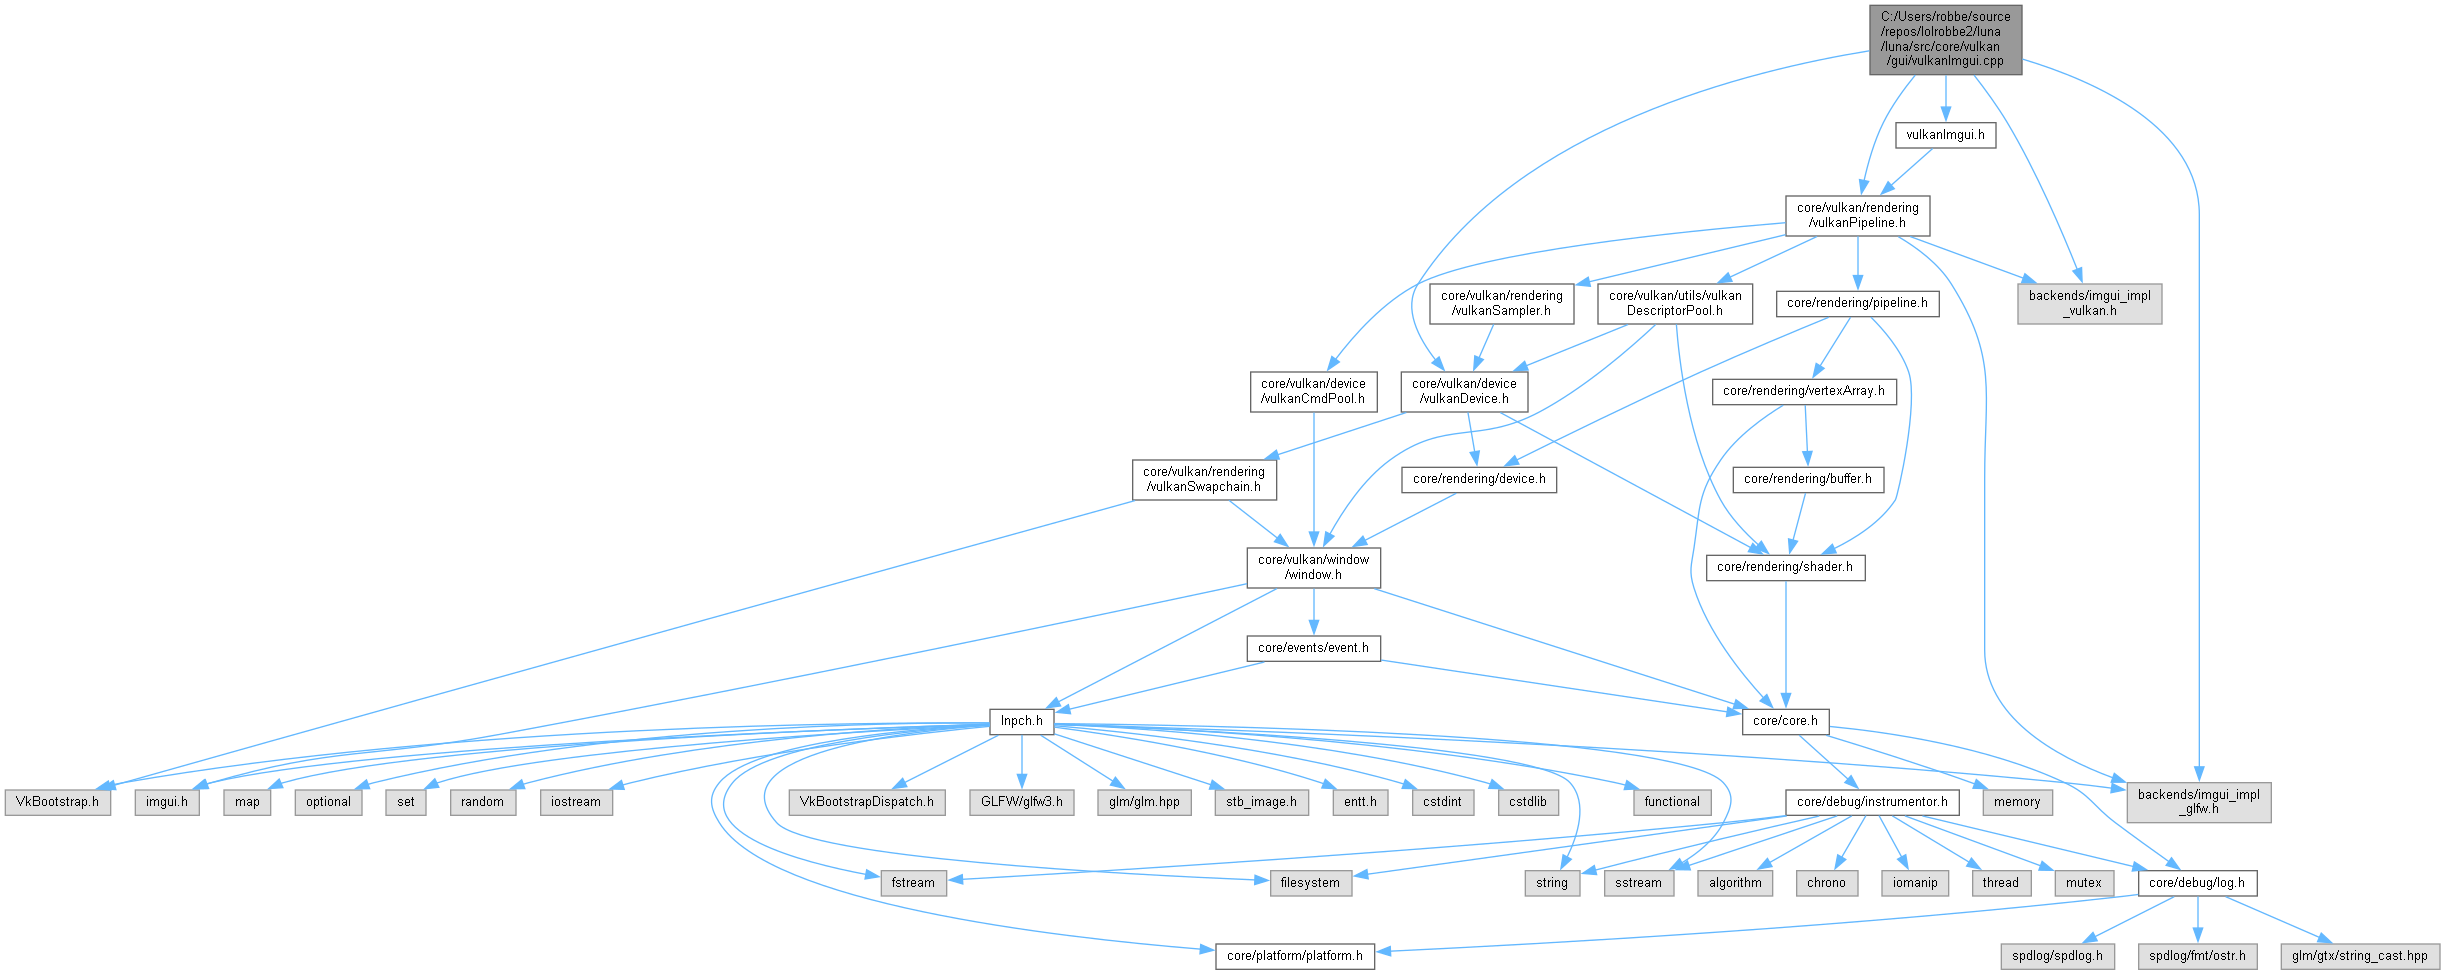 C:/Users/robbe/source
/repos/lolrobbe2/luna
/luna/src/core/vulkan
/gui/vulkanImgui.cpp
vulkanImgui.h
core/vulkan/rendering
/vulkanPipeline.h
core/vulkan/rendering
/vulkanSampler.h
core/vulkan/utils/vulkan
DescriptorPool.h
core/rendering/pipeline.h
backends/imgui_impl
_vulkan.h
core/vulkan/device
/vulkanCmdPool.h
core/vulkan/device
/vulkanDevice.h
core/rendering/vertexArray.h
core/vulkan/rendering
/vulkanSwapchain.h
core/rendering/device.h
core/rendering/buffer.h
core/vulkan/window
/window.h
core/rendering/shader.h
core/events/event.h
lnpch.h
core/core.h
VkBootstrap.h
imgui.h
map
optional
set
random
iostream
VkBootstrapDispatch.h
GLFW/glfw3.h
glm/glm.hpp
stb_image.h
entt.h
cstdint
cstdlib
functional
core/debug/instrumentor.h
memory
backends/imgui_impl
_glfw.h
fstream
filesystem
string
sstream
algorithm
chrono
iomanip
thread
mutex
core/debug/log.h
core/platform/platform.h
spdlog/spdlog.h
spdlog/fmt/ostr.h
glm/gtx/string_cast.hpp